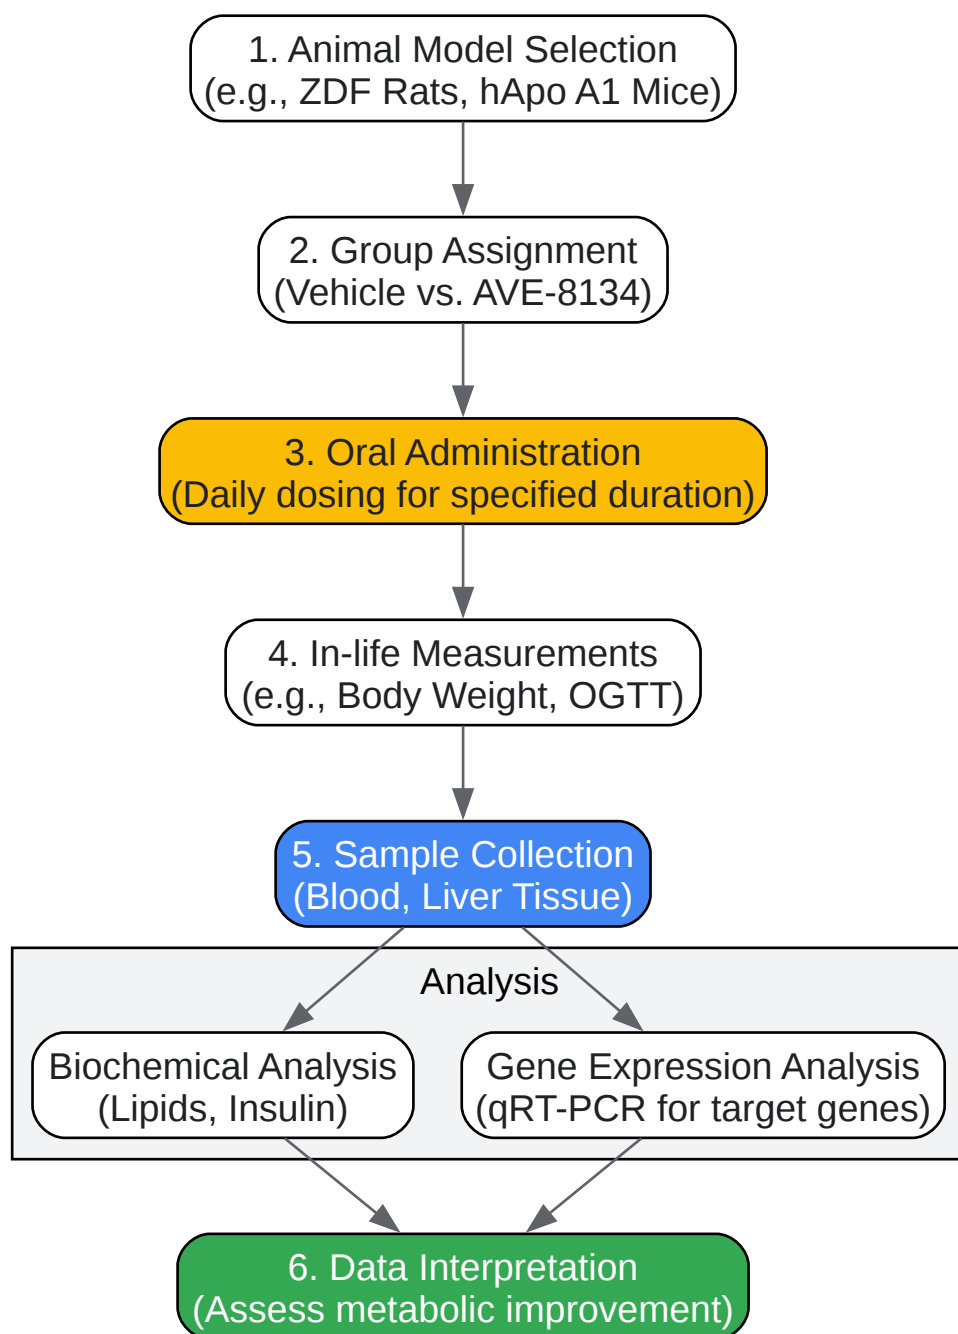 1. Animal Model Selection
(e.g., ZDF Rats, hApo A1 Mice)
2. Group Assignment
(Vehicle vs. AVE-8134)
3. Oral Administration
(Daily dosing for specified duration)
4. In-life Measurements
(e.g., Body Weight, OGTT)
5. Sample Collection
(Blood, Liver Tissue)
Analysis
Biochemical Analysis
(Lipids, Insulin)
Gene Expression Analysis
(qRT-PCR for target genes)
6. Data Interpretation
(Assess metabolic improvement)